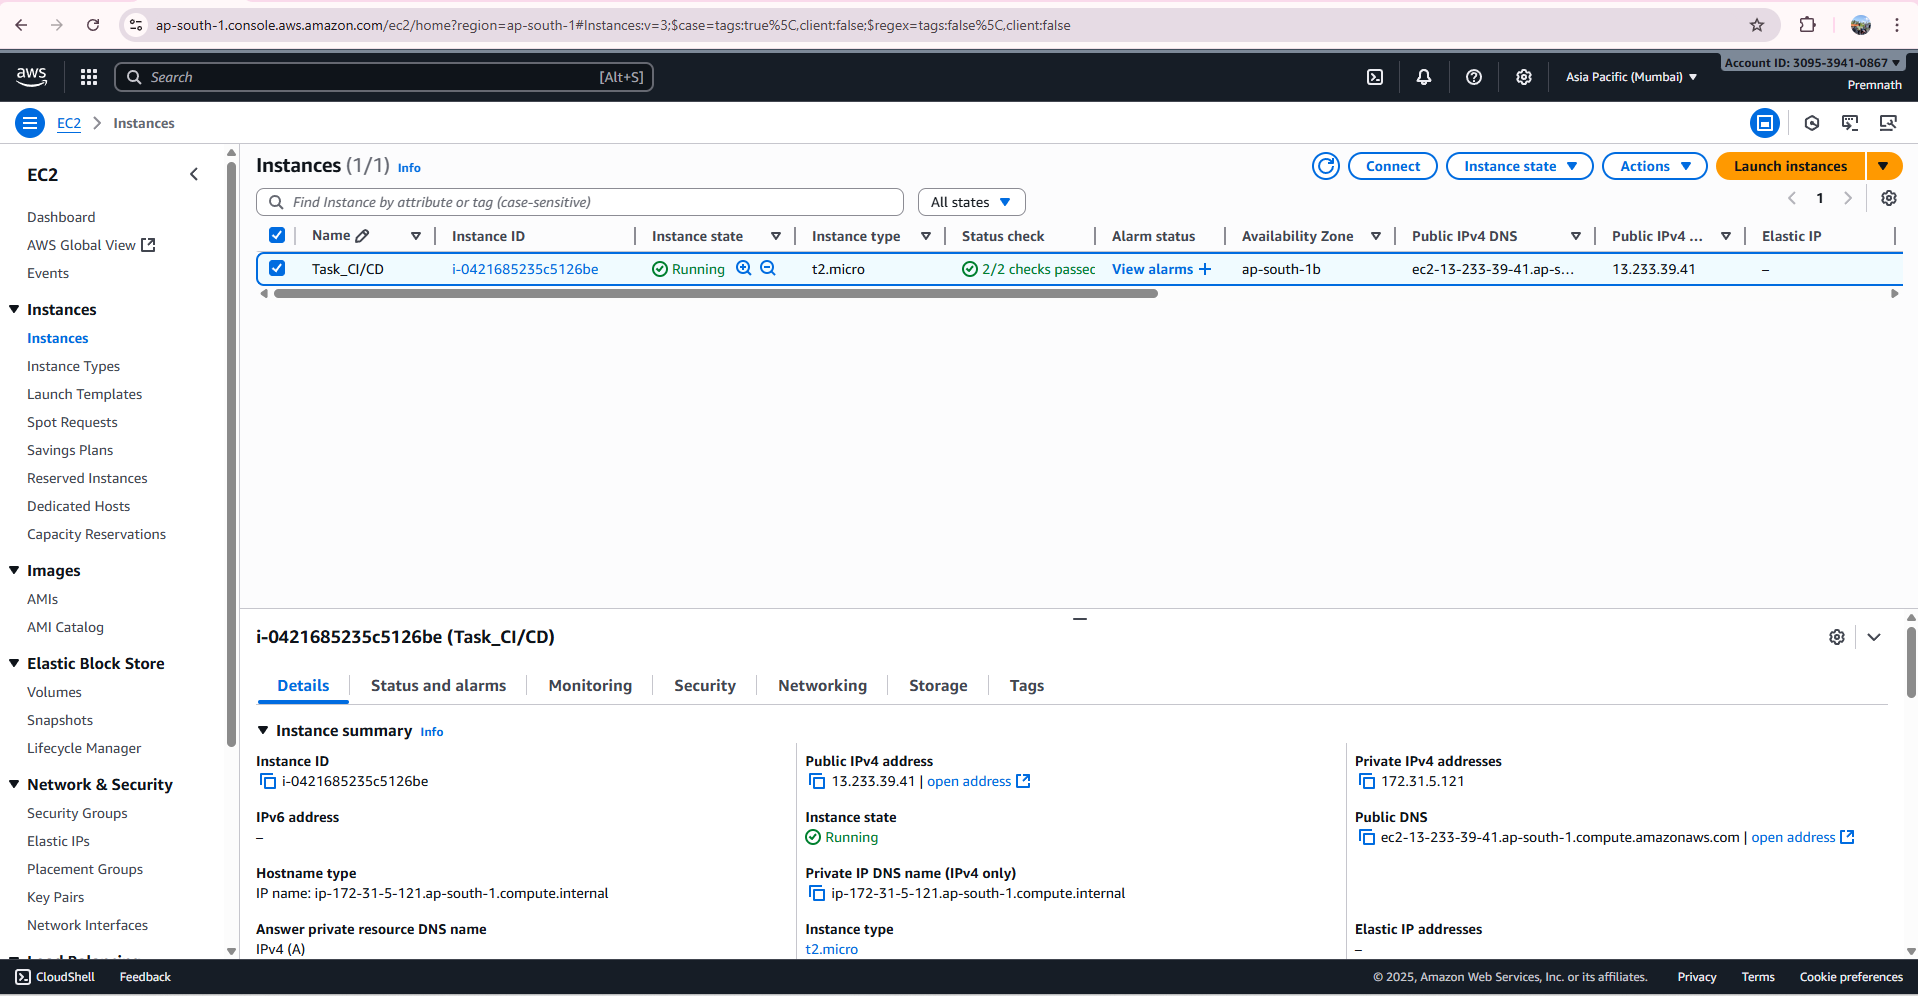 ap-south-1.console.aws.amazon.com/ec2/home?region=ap-south-1#Instances:v=3;$case=tags:true%5C,client:false;$regex=tags:false%5C,client:false
aws
Search
[Alt+S]
Asia Pacific (Mumbai)
Account ID: 3095-3941-0867
Premnath
EC2
Instances
EC2
Dashboard
AWS Global View
Events
Instances
Instances
Instance Types
Launch Templates
Spot Requests
Savings Plans
Reserved Instances
Dedicated Hosts
Capacity Reservations
Images
AMIs
AMI Catalog
Elastic Block Store
Volumes
Snapshots
Lifecycle Manager
Network & Security
Security Groups
Elastic IPs
Placement Groups
Key Pairs
Network Interfaces
Instances (1/1) Info
Connect
Instance state
Actions
Launch instances
Find Instance by attribute or tag (case-sensitive)
All states
1
Name Instance ID Instance state Instance type Status check Alarm status Availability Zone Public IPv4 DNS Public IPv4 ... Elastic IP
Task_CI/CD i-0421685235c5126be Running t2.micro 2/2 checks passec View alarms + ap-south-1b ec2-13-233-39-41.ap-s... 13.233.39.41 –
i-0421685235c5126be (Task_CI/CD)
Details
Status and alarms
Monitoring
Security
Networking
Storage
Tags
Instance summary Info
Instance ID
i-0421685235c5126be
Public IPv4 address
13.233.39.41 | open address
Private IPv4 addresses
172.31.5.121
IPv6 address
–
Instance state
Running
Public DNS
ec2-13-233-39-41.ap-south-1.compute.amazonaws.com | open address
Hostname type
IP name: ip-172-31-5-121.ap-south-1.compute.internal
Private IP DNS name (IPv4 only)
ip-172-31-5-121.ap-south-1.compute.internal
Answer private resource DNS name
IPv4 (A)
Instance type
t2.micro
Elastic IP addresses
–
CloudShell
Feedback
© 2025, Amazon Web Services, Inc. or its affiliates.
Privacy
Terms
Cookie preferences